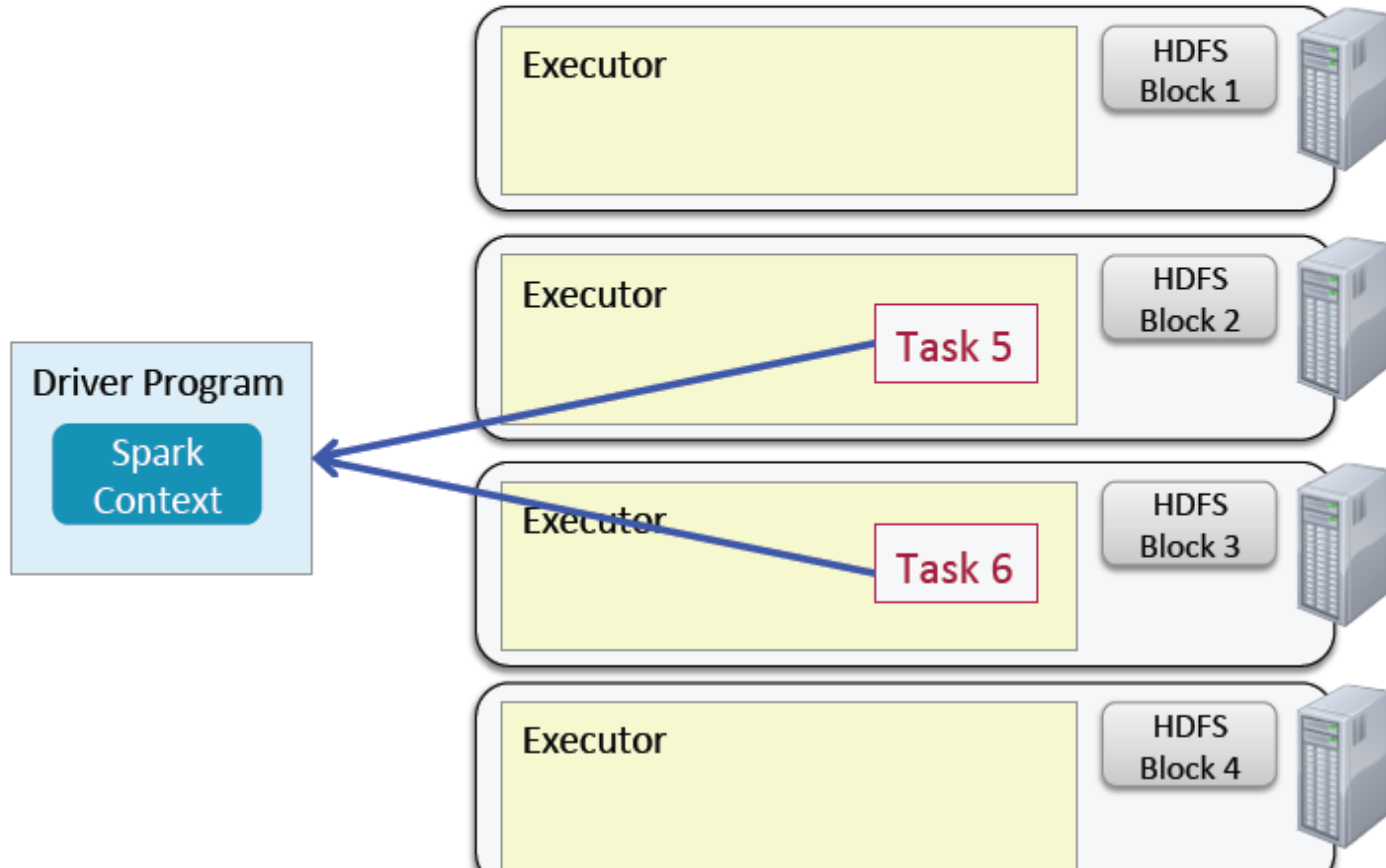 Executor
HDFS
Block 1
Executor
HDFS
Block 2
Task 5
Driver Program
Spark
Context
Executor
HDFS
Block 3
Task 6
Executor
HDFS
Block 4